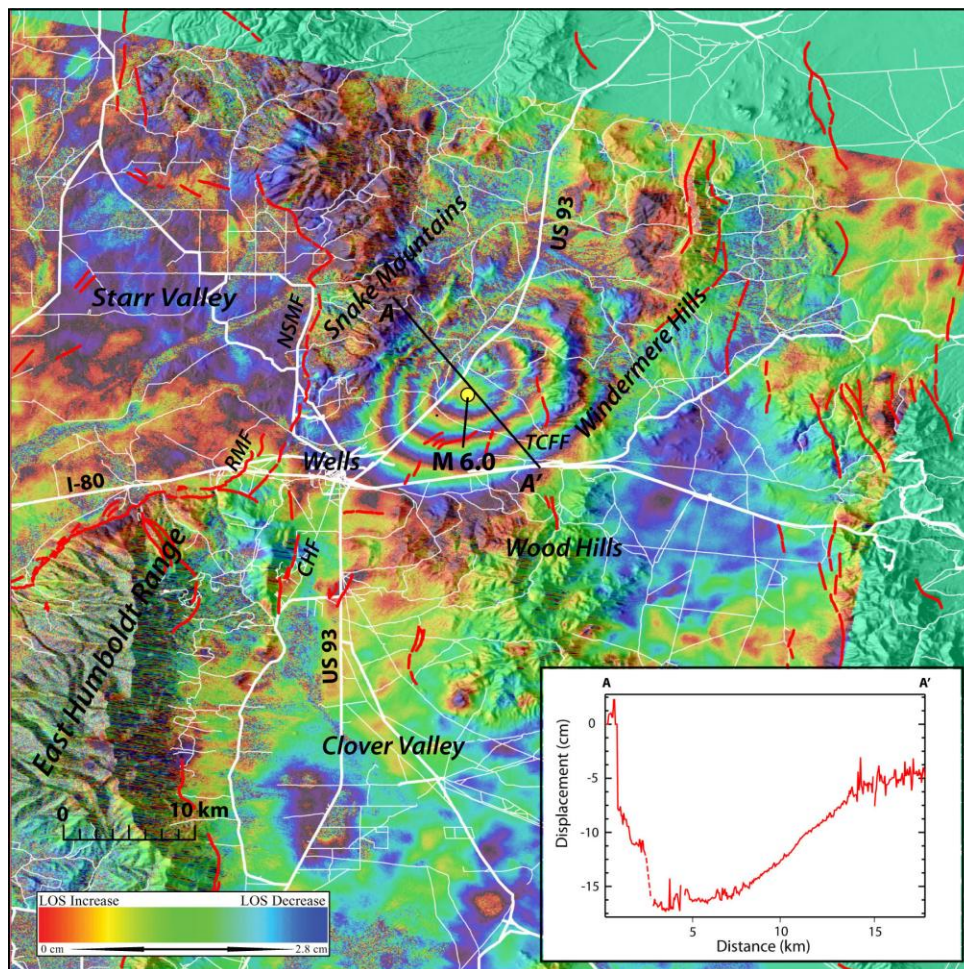 US 93
Snake Mountains
Starr Valley
NSMF
A
Windermere Hills
TCFF
RMF
Wells
M 6.0
A'
I-80
Wood Hills
CHF
East Humboldt Range
US 93
Clover Valley
0 10 km
LOS Increase LOS Decrease
0 cm 2.8 cm
A A'
0
-5
-10
-15
Displacement (cm)
5 10 15
Distance (km)